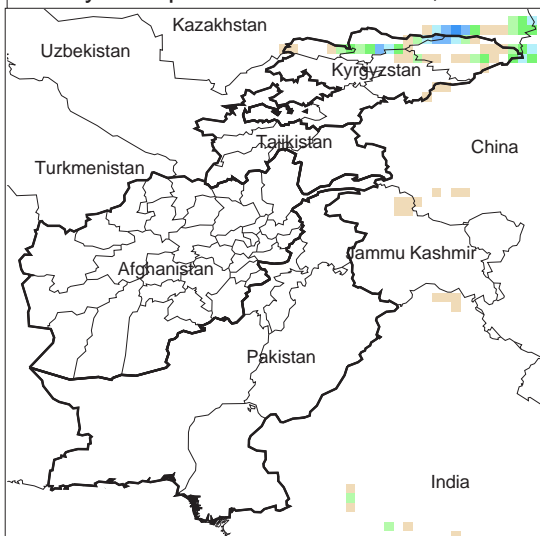 Kazakhstan
Uzbekistan
Kyrgyzstan
Tajikistan
China
Turkmenistan
Jammu Kashmir
Afghanistan
Pakistan
India